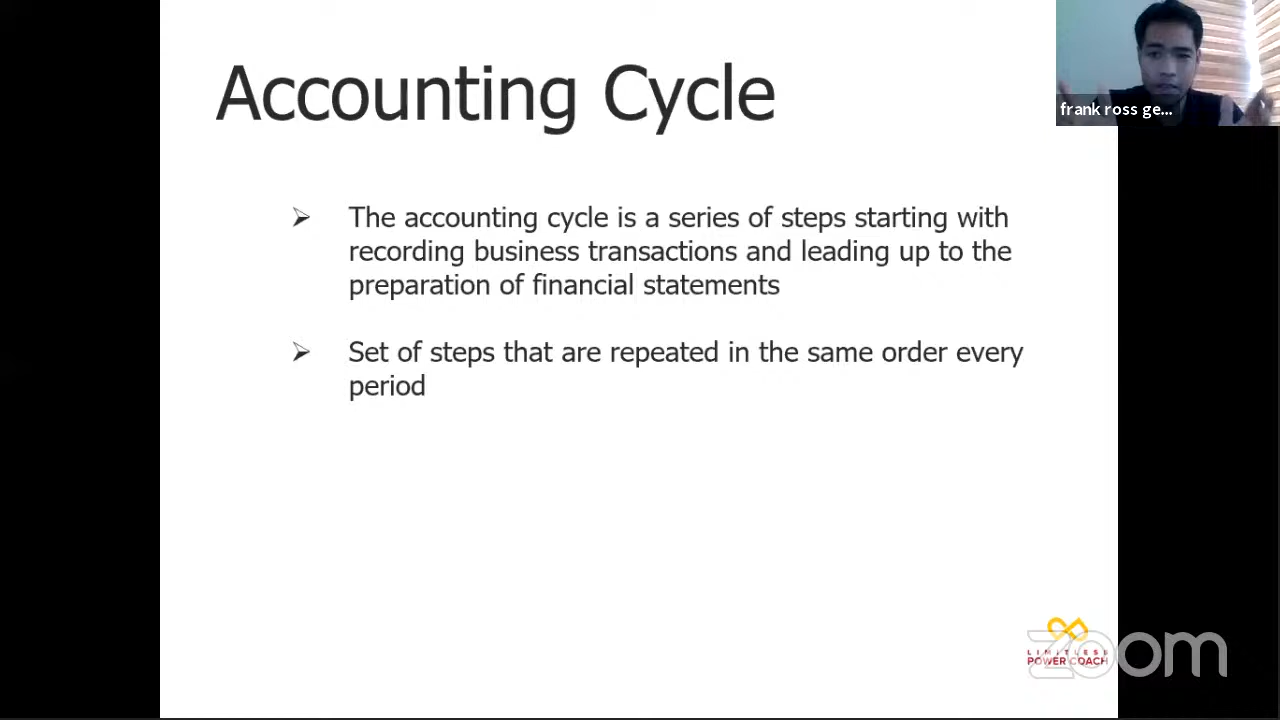 Accounting Cycle
frank ross ge...
➢ The accounting cycle is a series of steps starting with
recording business transactions and leading up to the
preparation of financial statements
➢ Set of steps that are repeated in the same order every
period
LIMITLESS
POWER COACH
zoom